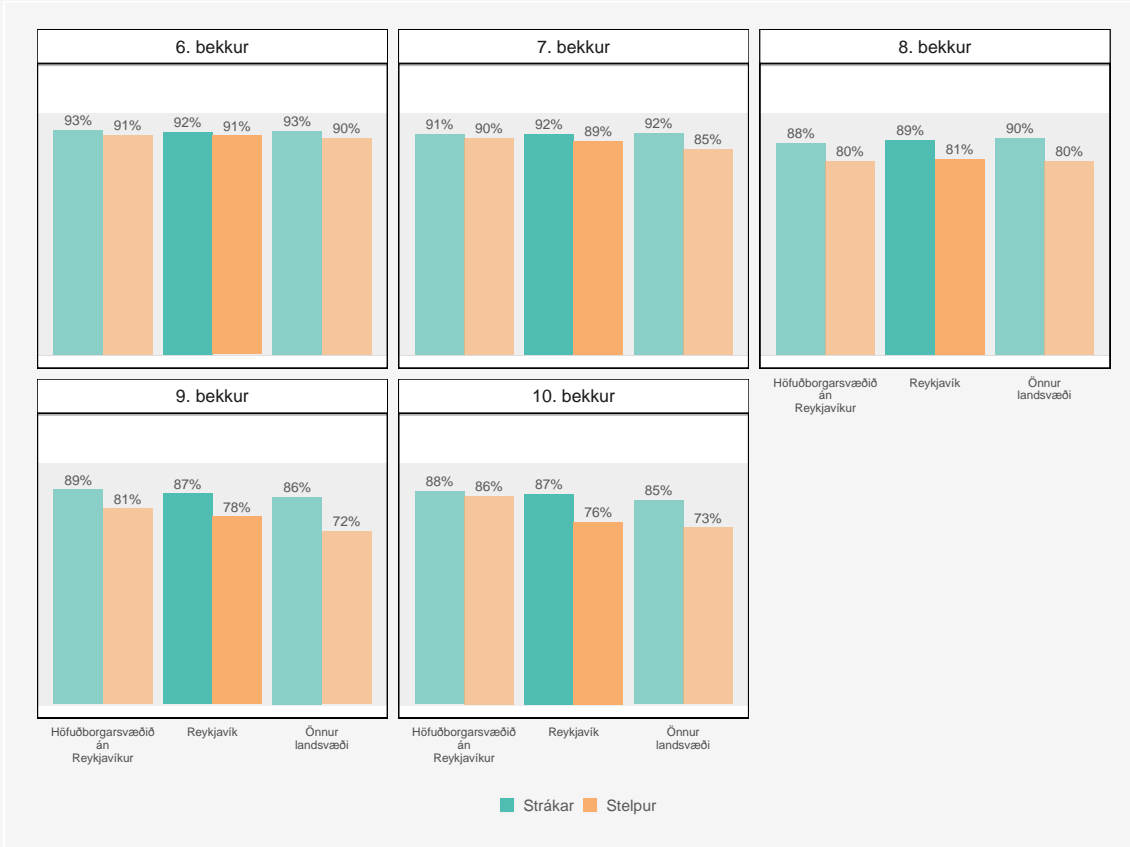 6. bekkur
93% 91% 92% 91% 93% 90%
7. bekkur
91% 90% 92% 89% 92% 85%
8. bekkur
88% 80% 89% 81% 90% 80%
Höfuðborgarsvæðið
án
Reykjavíkur
Reykjavík
Önnur
landsvæði
9. bekkur
89% 81% 87% 78% 86% 72%
Höfuðborgarsvæðið
án
Reykjavíkur
Reykjavík
Önnur
landsvæði
10. bekkur
88% 86% 87% 76% 85% 73%
Höfuðborgarsvæðið
án
Reykjavíkur
Reykjavík
Önnur
landsvæði
Strákar Stelpur